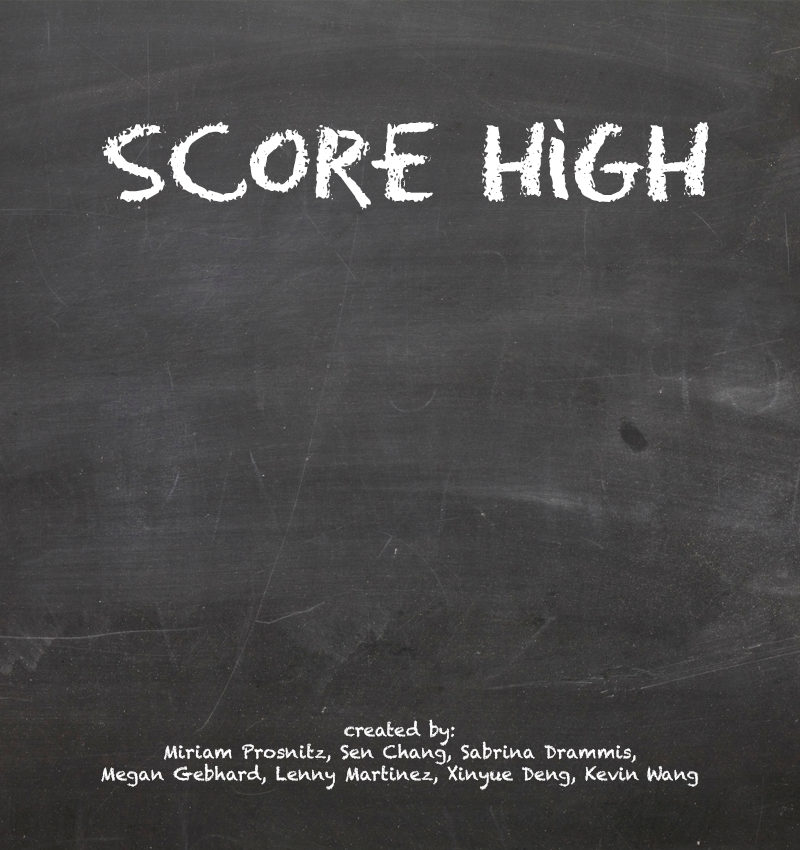 SCORE HiGH
created by:
Miriam Prosnitz, Sen Chang, Sabrina Drammis,
Megan Gebhard, Lenny Martinez, Xinyue Deng, Kevin Wang